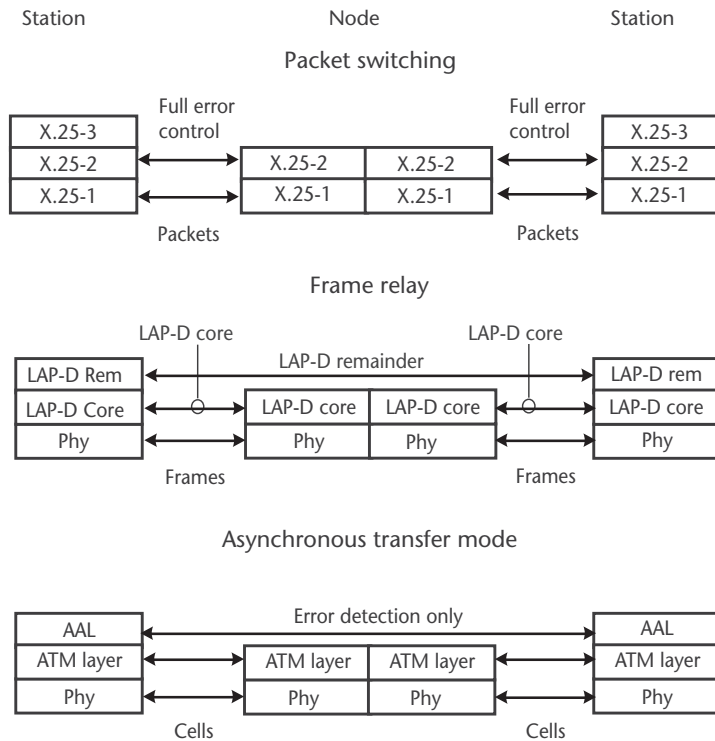 Station Node Station
Packet switching
Full error control Full error control
X.25-3 X.25-3
X.25-2 X.25-2 X.25-2 X.25-2
X.25-1 X.25-1 X.25-1 X.25-1
Packets Packets
Frame relay
LAP-D core LAP-D core
LAP-D remainder
LAP-D Rem LAP-D rem
LAP-D Core LAP-D core LAP-D core LAP-D core
Phy Phy Phy Phy
Frames Frames
Asynchronous transfer mode
Error detection only
AAL AAL
ATM layer ATM layer ATM layer ATM layer
Phy Phy Phy Phy
Cells Cells